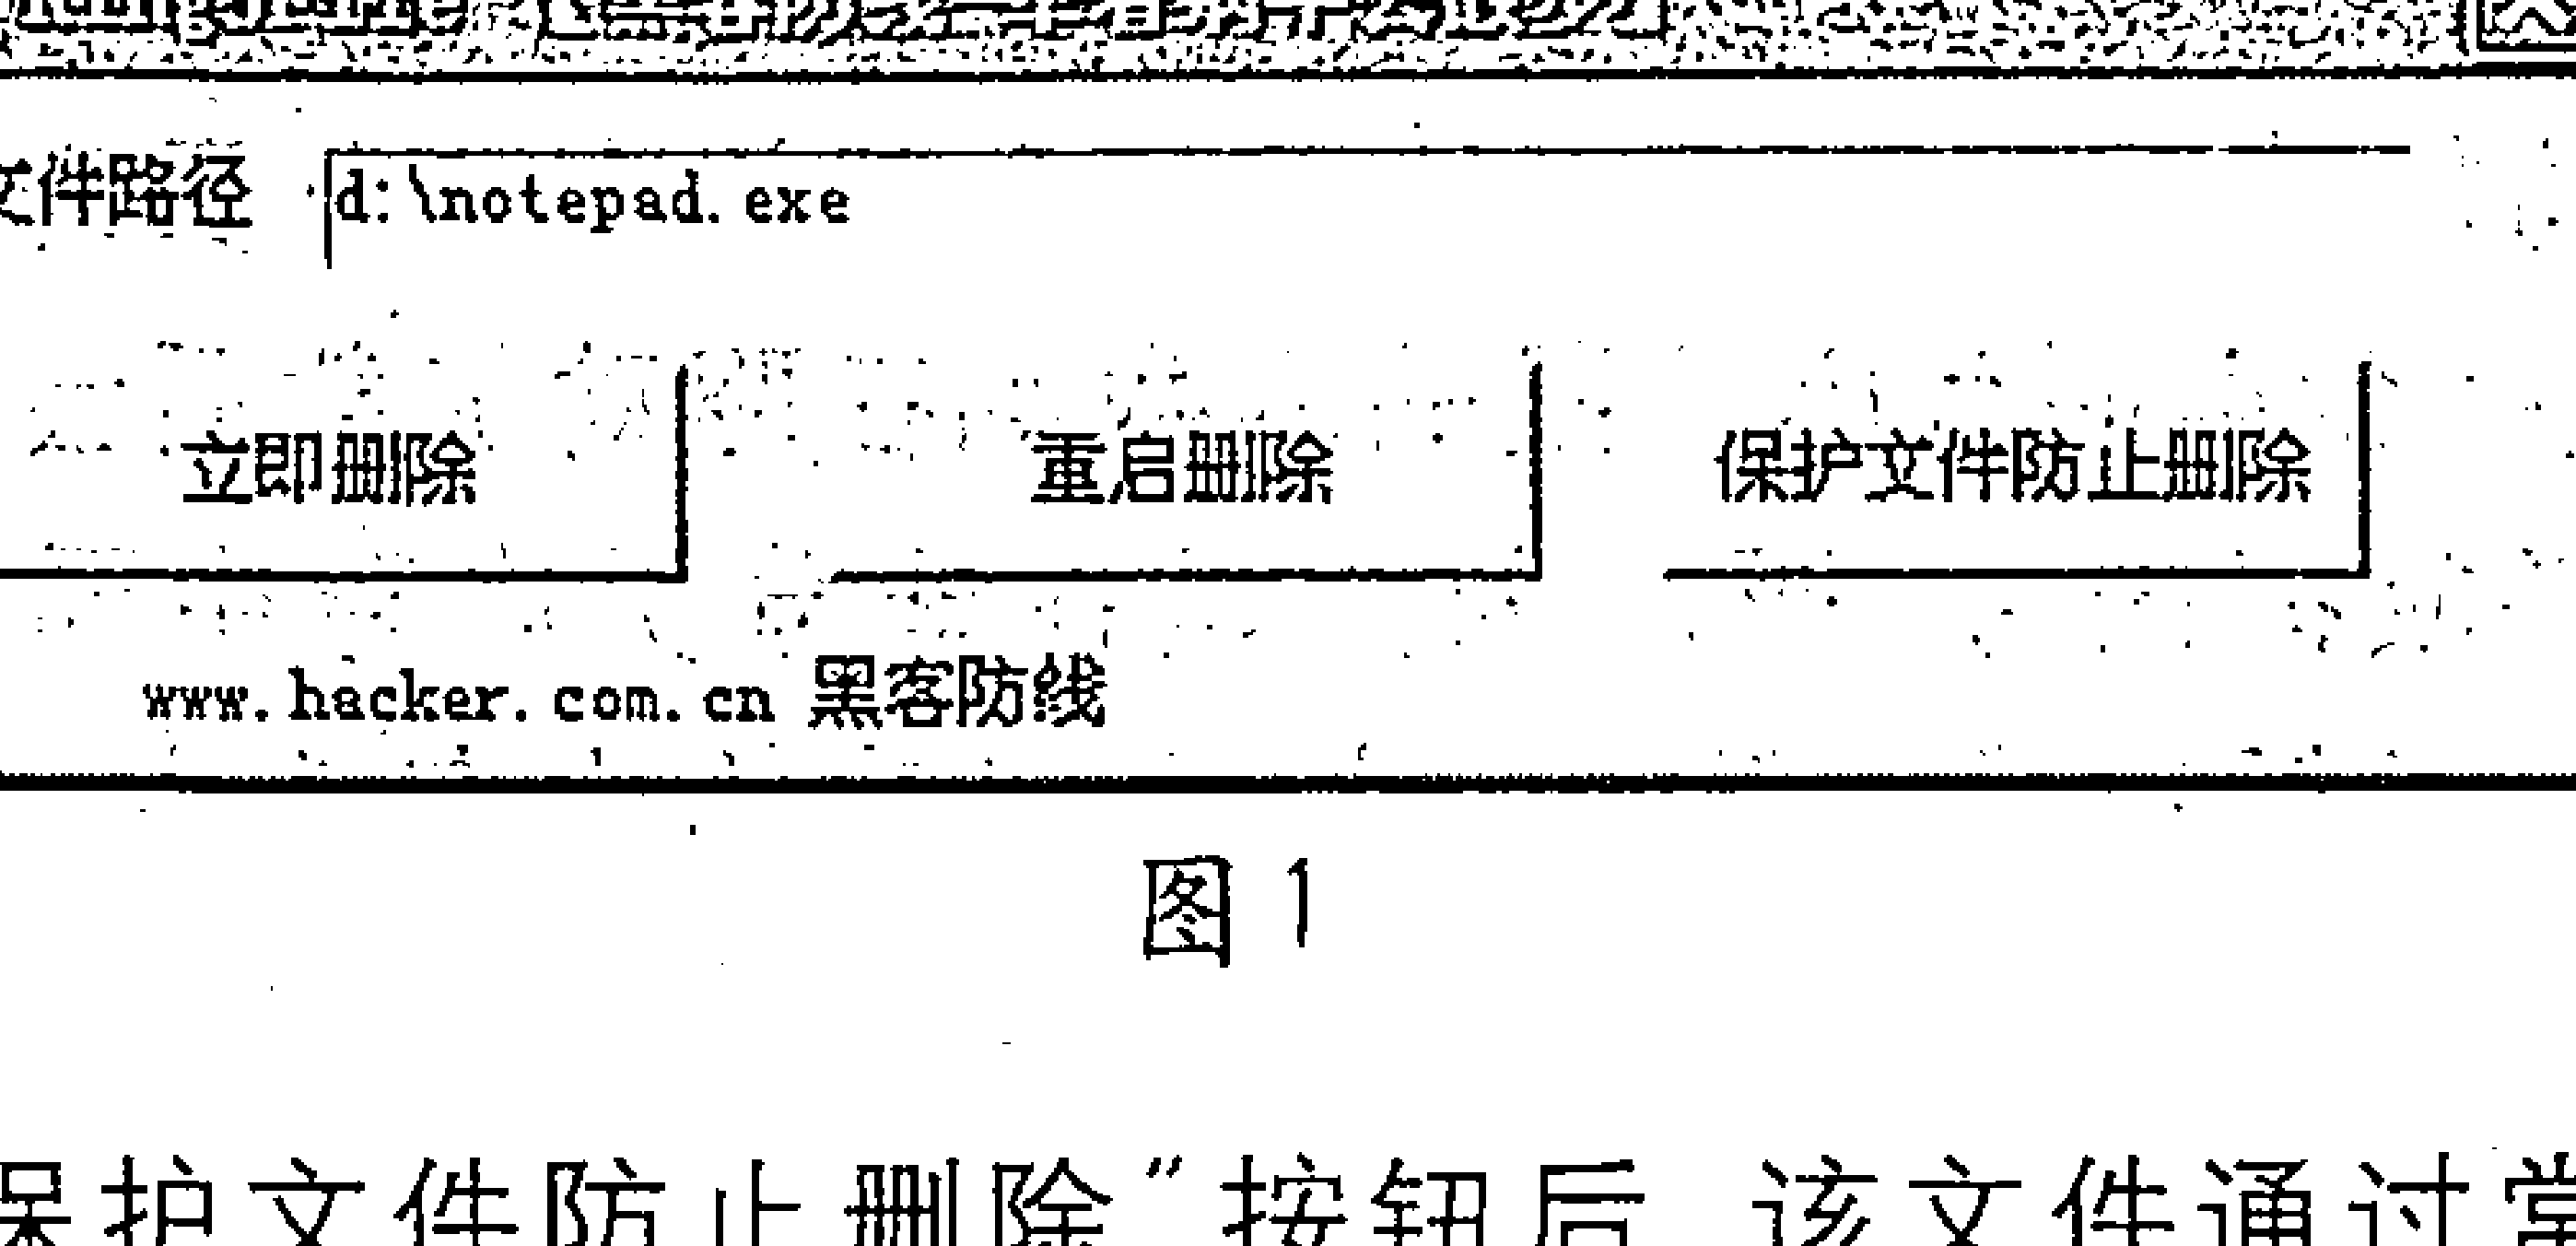 文件路径 d:\notepad.exe
立即删除 重启删除 保护文件防止删除
www.hacker.com.cn 黑客防线
图1
保护文件防止删除"按钮后 该文件通过常